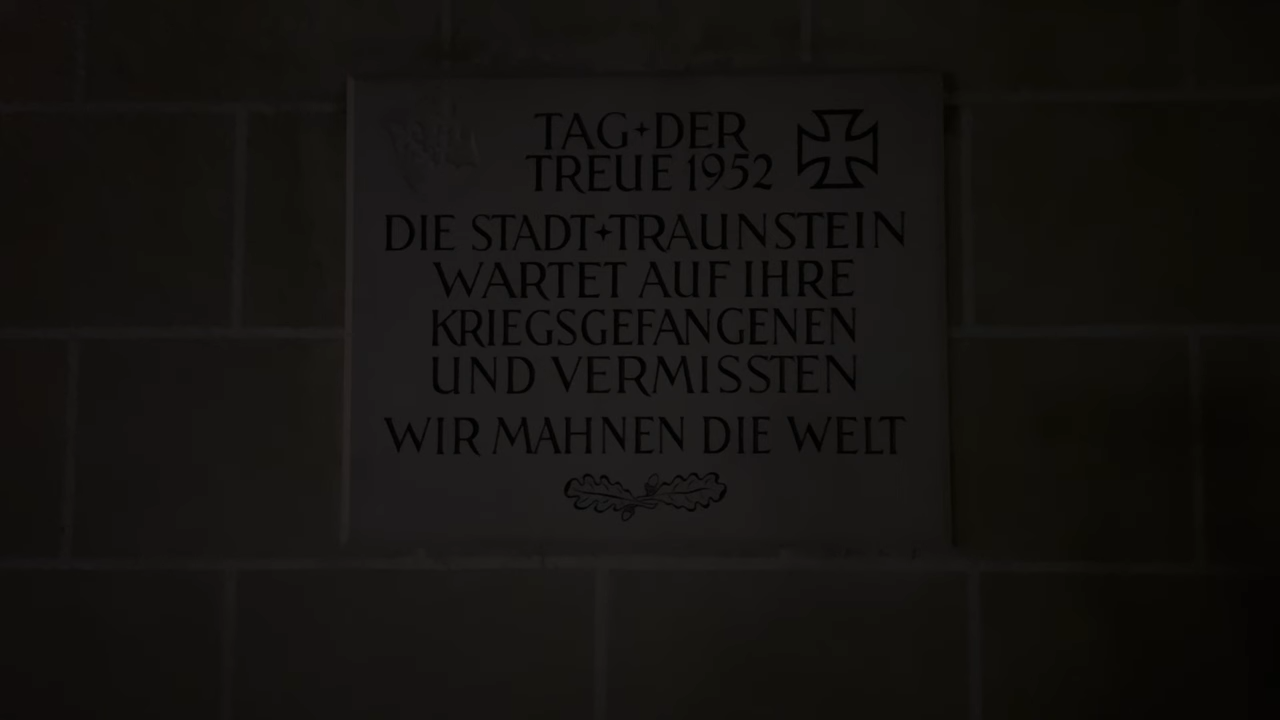 TAG✦DER
TREUE 1952
DIE STADT✦TRAUNSTEIN
WARTET AUF IHRE
KRIEGSGEFANGENEN
UND VERMISSTEN
WIR MAHNEN DIE WELT